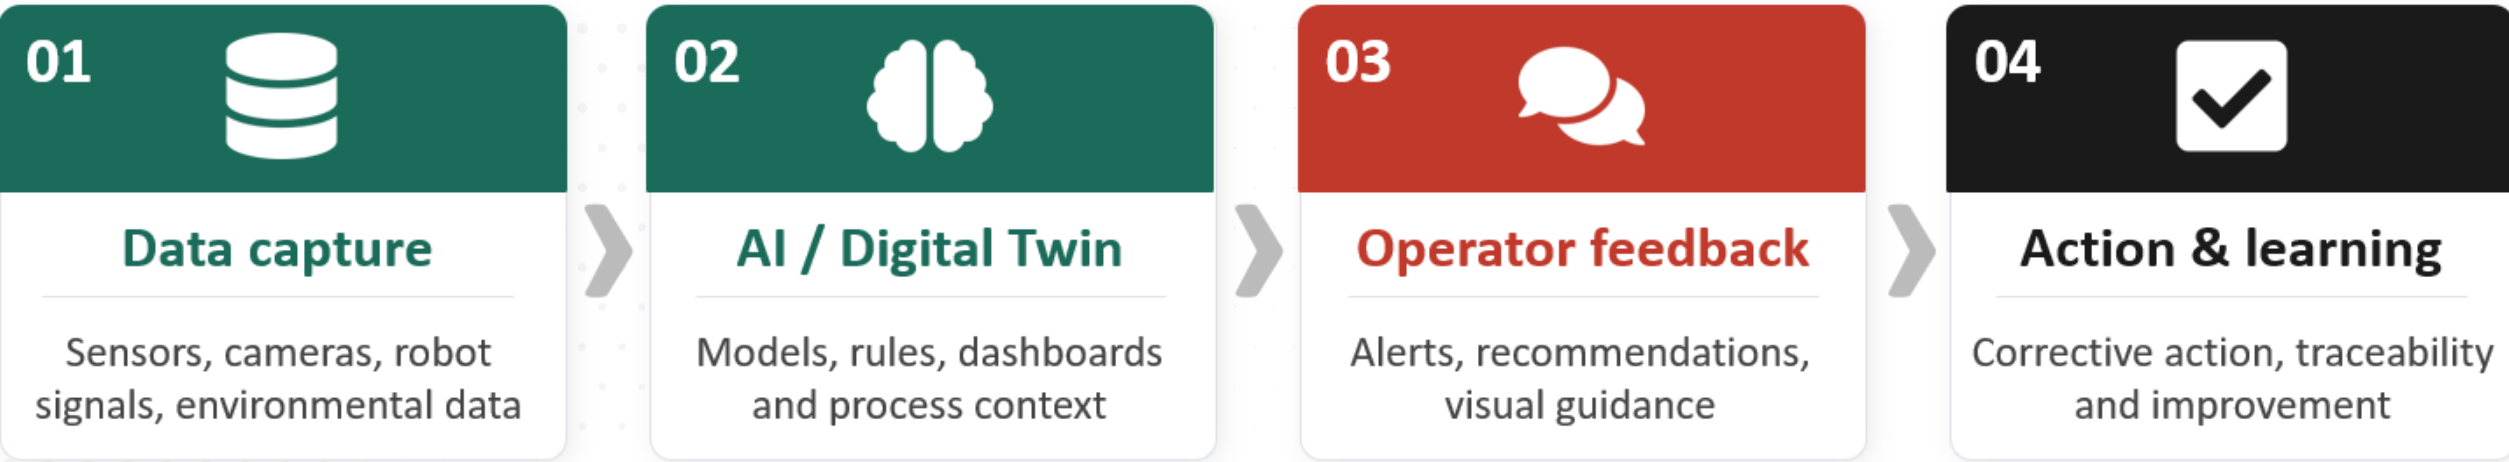 01
Data capture
Sensors, cameras, robot
signals, environmental data
02
AI / Digital Twin
Models, rules, dashboards
and process context
03
Operator feedback
Alerts, recommendations,
visual guidance
04
Action & learning
Corrective action, traceability
and improvement